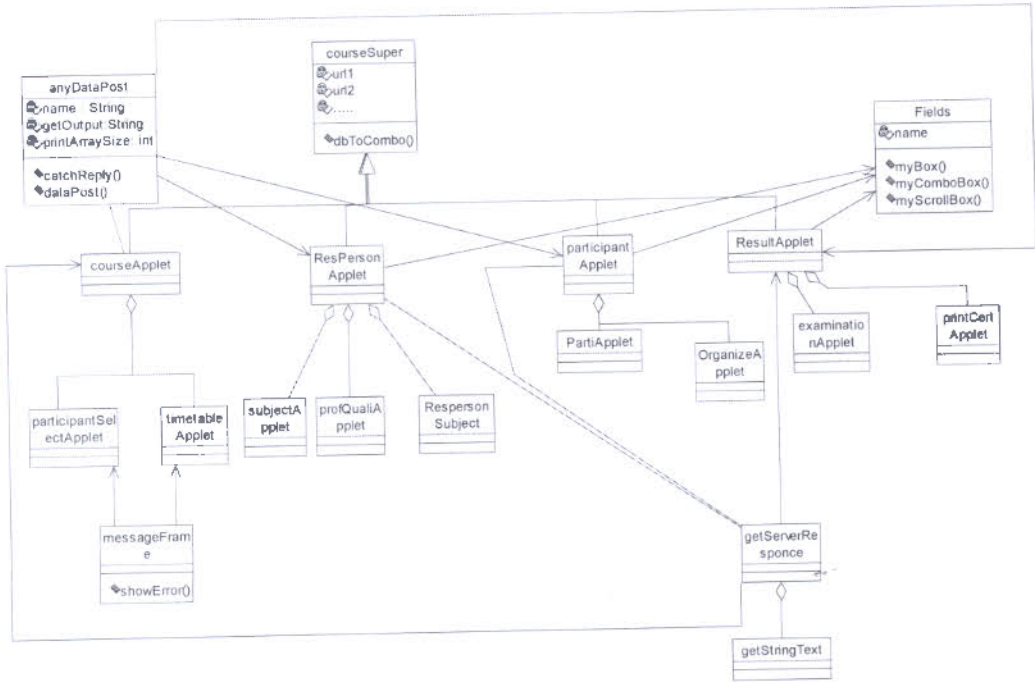 courseSuper
url1
url2
.....
dbToCombo()
anyDataPost
name String
getOutput String
printArraySize int
catchReply()
dataPost()
Fields
name
myBox()
myComboBox()
myScrollBox()
courseApplet
ResPerson
Applet
participant
Applet
ResultApplet
PartiApplet
OrganizeA
pplet
examinatio
nApplet
printCert
Applet
participantSel
ectApplet
timetable
Applet
subjectA
pplet
profQualiA
pplet
Resperson
Subject
messageFram
e
showError()
getServerRe
sponce
getStringText